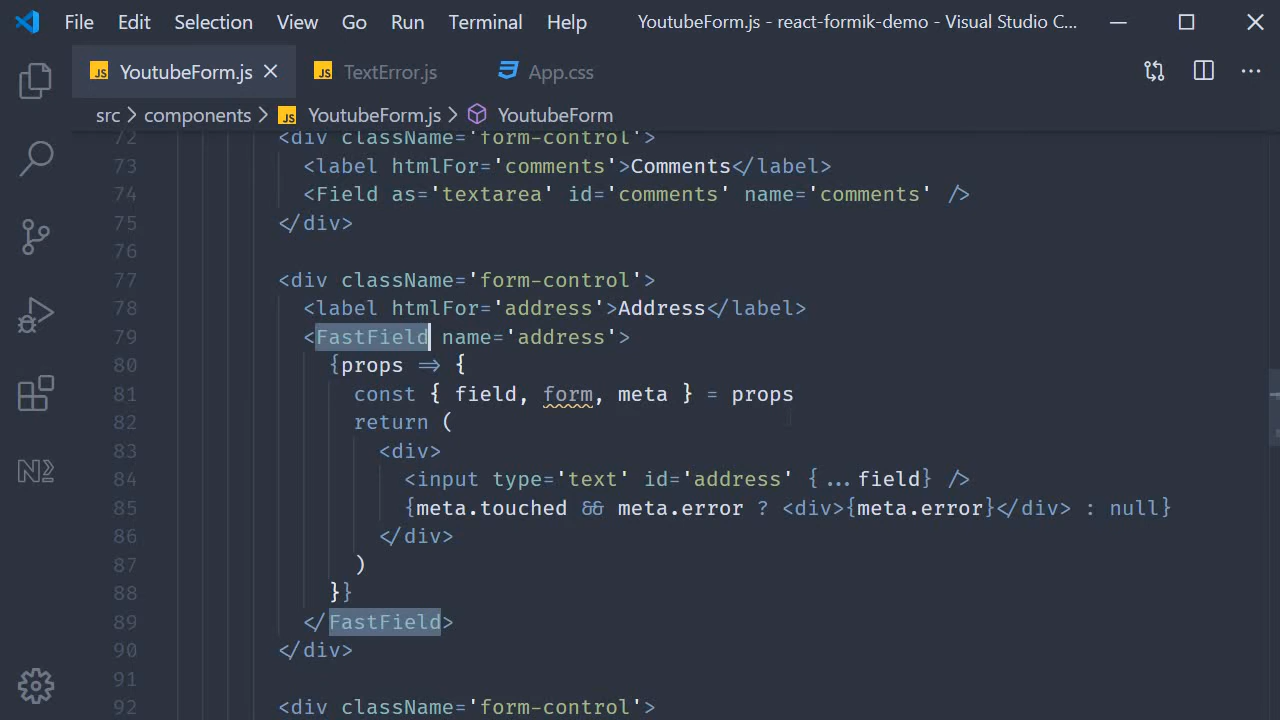 File Edit Selection View Go Run Terminal Help YoutubeForm.js - react-formik-demo - Visual Studio C...
JS YoutubeForm.js JS TextError.js App.css
src > components > JS YoutubeForm.js > YoutubeForm
72 <div className='form-control'>
73 <label htmlFor='comments'>Comments</label>
74 <Field as='textarea' id='comments' name='comments' />
75 </div>
76
77 <div className='form-control'>
78 <label htmlFor='address'>Address</label>
79 <FastField name='address'>
80 {props => {
81 const { field, form, meta } = props
82 return (
83 <div>
84 <input type='text' id='address' {...field} />
85 {meta.touched && meta.error ? <div>{meta.error}</div> : null}
86 </div>
87 )
88 }}
89 </FastField>
90 </div>
91
92 <div className='form-control'>